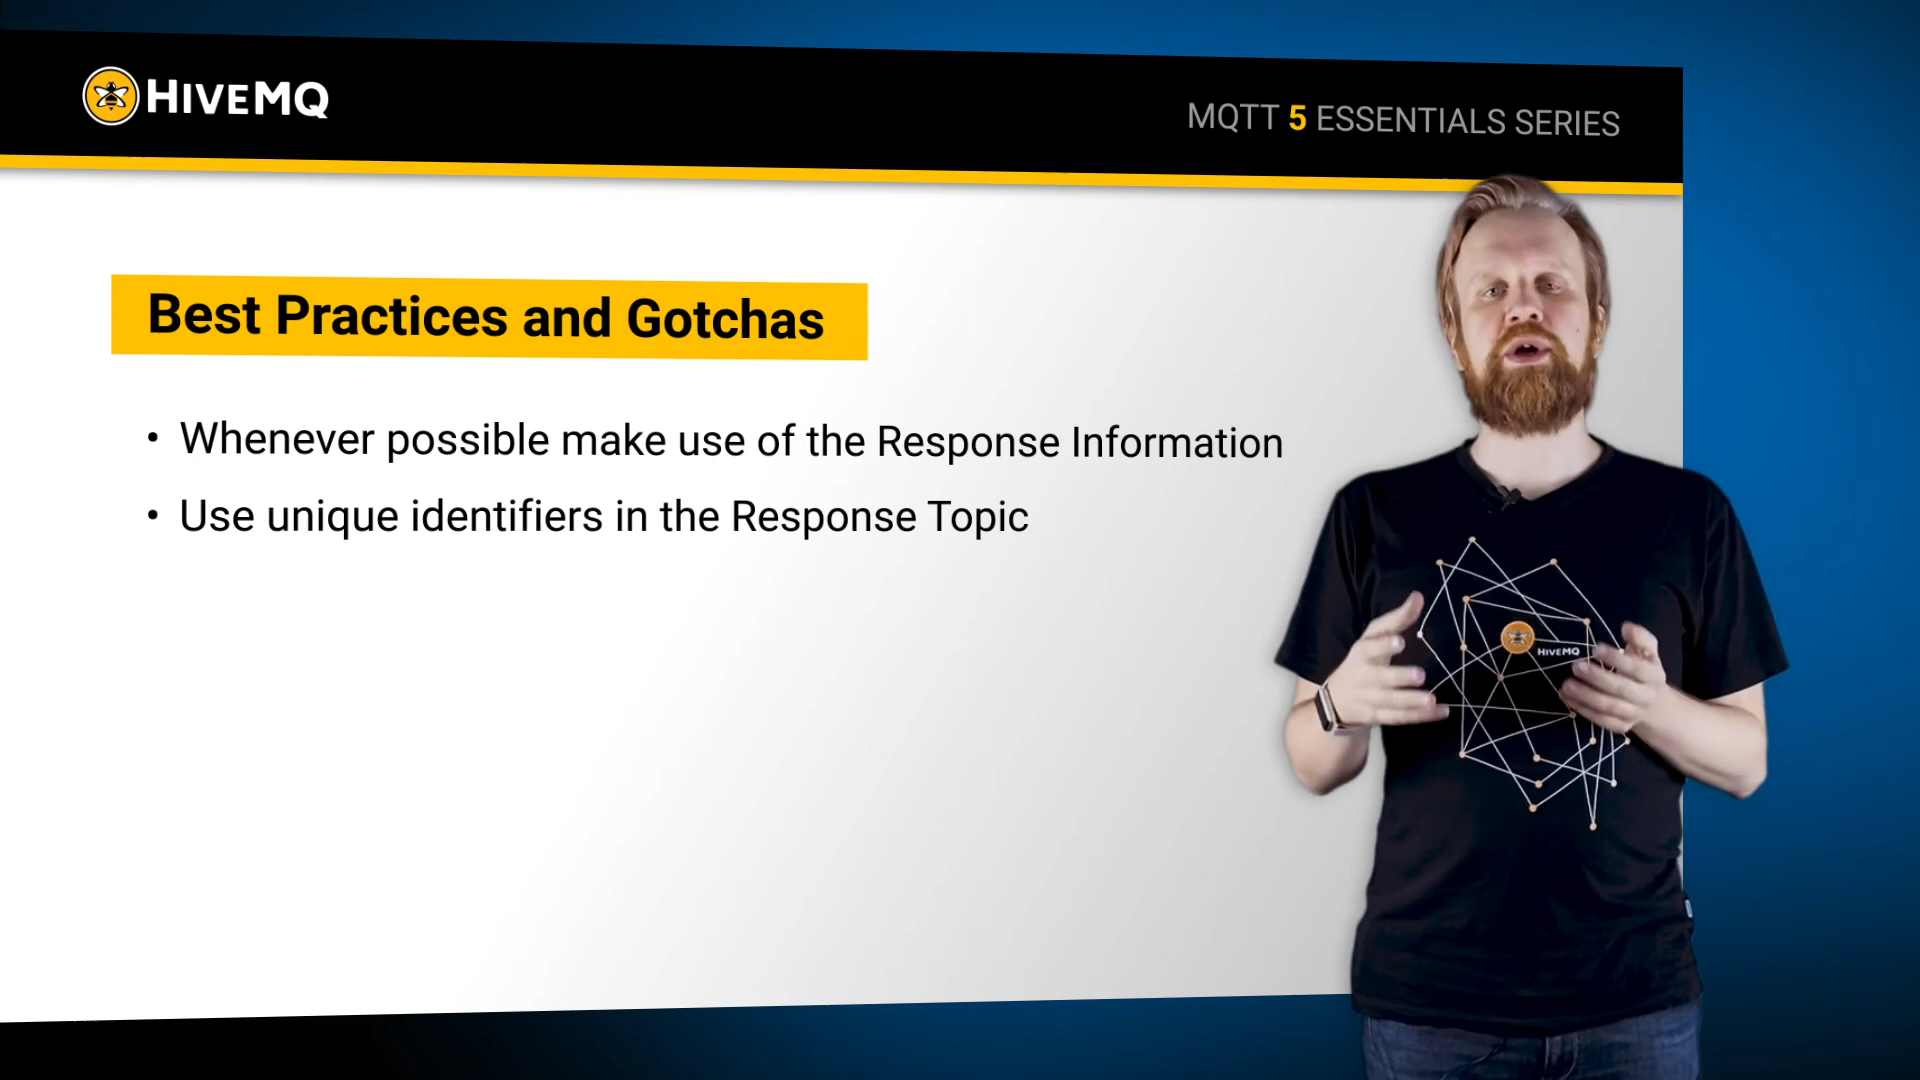 HIVEMQ
MQTT 5 ESSENTIALS SERIES
Best Practices and Gotchas
• Whenever possible make use of the Response Information
• Use unique identifiers in the Response Topic
HIVEMQ